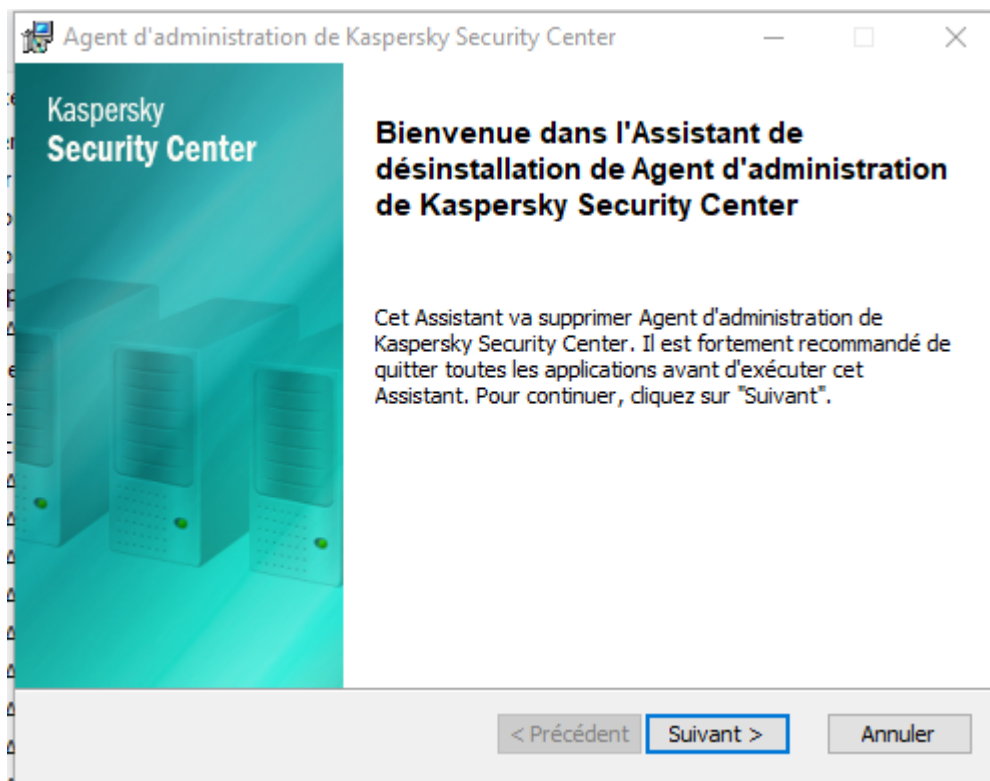 Agent d'administration de Kaspersky Security Center
Kaspersky
Security Center
Bienvenue dans l'Assistant de
désinstallation de Agent d'administration
de Kaspersky Security Center
Cet Assistant va supprimer Agent d'administration de
Kaspersky Security Center. Il est fortement recommandé de
quitter toutes les applications avant d'exécuter cet
Assistant. Pour continuer, cliquez sur "Suivant".
< Précédent
Suivant >
Annuler